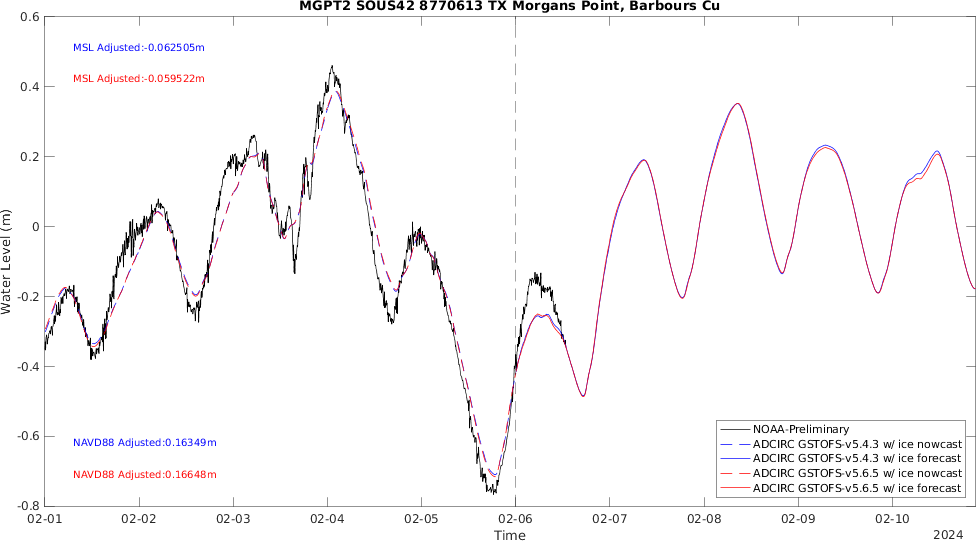 MGPT2 SOUS42 8770613 TX Morgans Point, Barbours Cu
0.6
0.4
0.2
0
-0.2
-0.4
-0.6
-0.8
Water Level (m)
MSL Adjusted:-0.062505m
MSL Adjusted:-0.059522m
NAVD88 Adjusted:0.16349m
NAVD88 Adjusted:0.16648m
NOAA-Preliminary
ADCIRC GSTOFS-v5.4.3 w/ ice nowcast
ADCIRC GSTOFS-v5.4.3 w/ ice forecast
ADCIRC GSTOFS-v5.6.5 w/ ice nowcast
ADCIRC GSTOFS-v5.6.5 w/ ice forecast
02-01 02-02 02-03 02-04 02-05 02-06 02-07 02-08 02-09 02-10
Time
2024